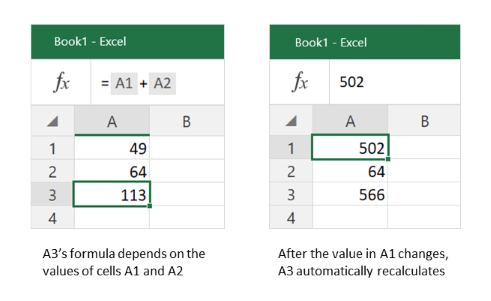 Book1 - Excel
fx = A1 + A2
A B
1 49
2 64
3 113
4
A3's formula depends on the
values of cells A1 and A2
Book1 - Excel
fx 502
A B
1 502
2 64
3 566
4
After the value in A1 changes,
A3 automatically recalculates